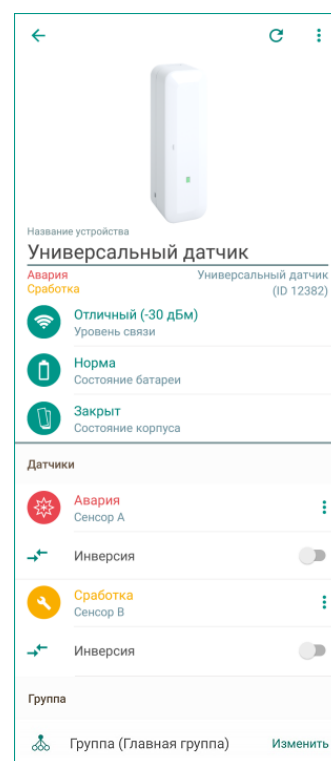 Название устройства
Универсальный датчик
Авария
Сработка
Универсальный датчик
(ID 12382)
Отличный (-30 дБм)
Уровень связи
Норма
Состояние батареи
Закрыт
Состояние корпуса
Датчики
Авария
Сенсор А
Инверсия
Сработка
Сенсор В
Инверсия
Группа
Группа (Главная группа) Изменить